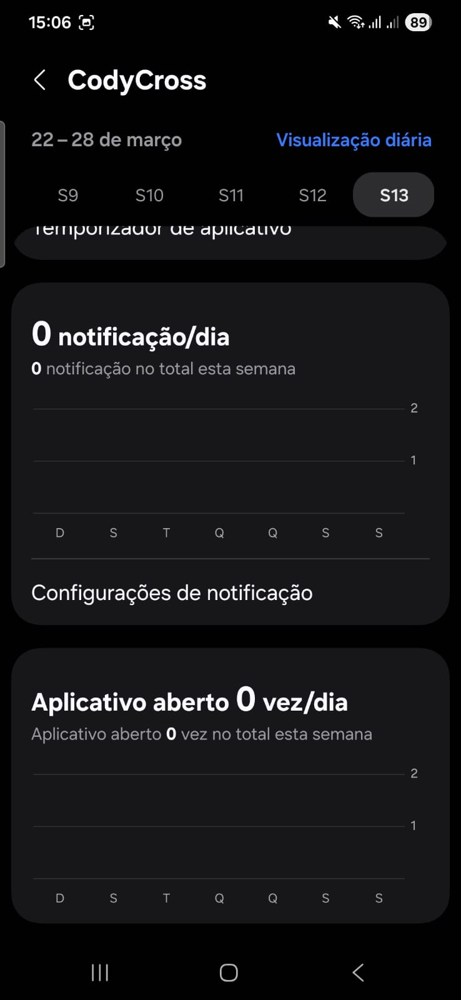 15:06
89
CodyCross
22 – 28 de março
Visualização diária
S9 S10 S11 S12 S13
Temporizador de aplicativo
0 notificação/dia
0 notificação no total esta semana
2
1
D S T Q Q S S
Configurações de notificação
Aplicativo aberto 0 vez/dia
Aplicativo aberto 0 vez no total esta semana
2
1
D S T Q Q S S